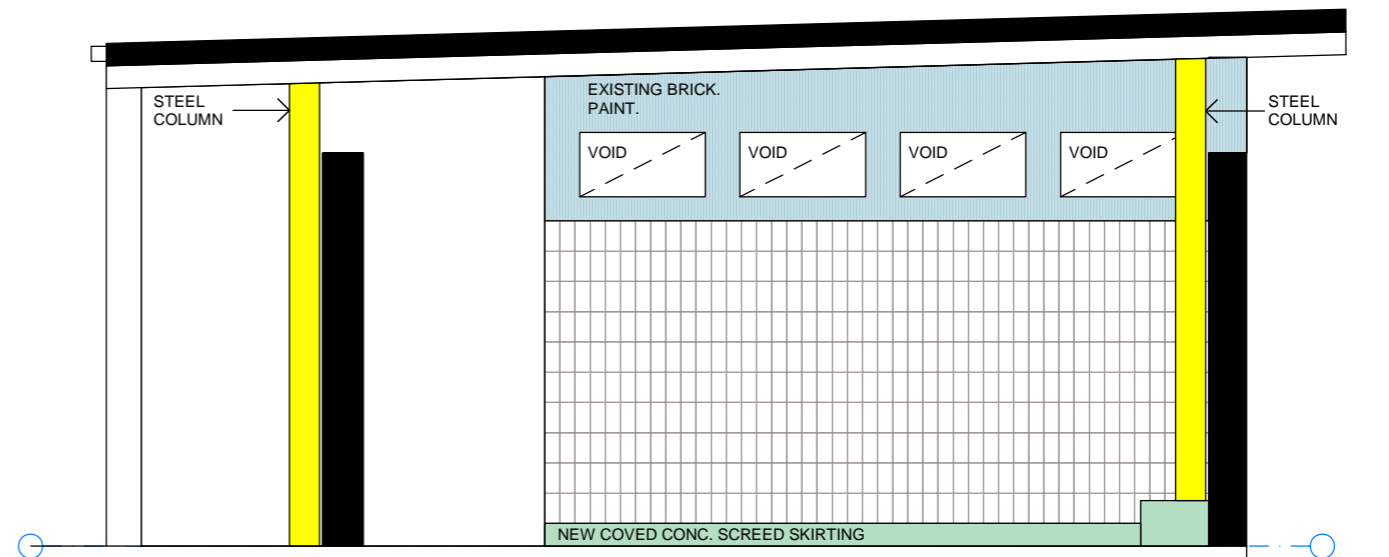 EXISTING BRICK.
PAINT.
STEEL
COLUMN
STEEL
COLUMN
VOID
VOID
VOID
VOID
NEW COVED CONC. SCREED SKIRTING